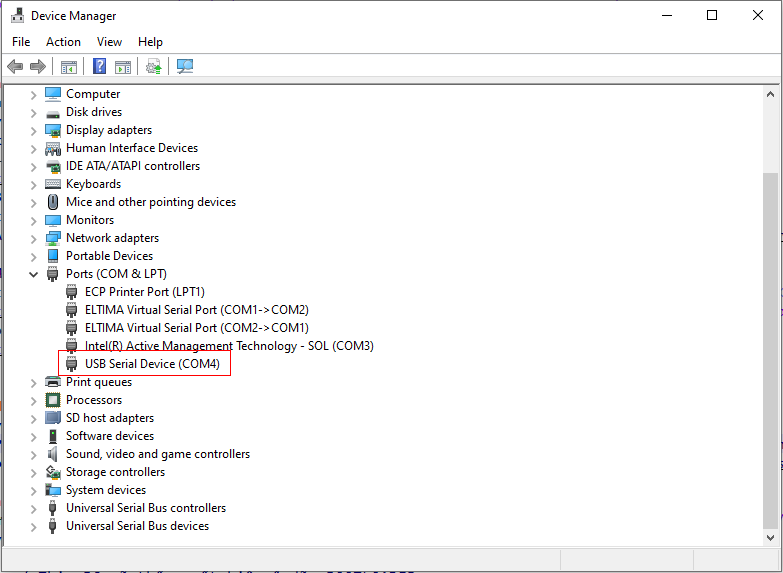 Device Manager
File Action View Help
Computer
Disk drives
Display adapters
Human Interface Devices
IDE ATA/ATAPI controllers
Keyboards
Mice and other pointing devices
Monitors
Network adapters
Portable Devices
Ports (COM & LPT)
ECP Printer Port (LPT1)
ELTIMA Virtual Serial Port (COM1->COM2)
ELTIMA Virtual Serial Port (COM2->COM1)
Intel(R) Active Management Technology - SOL (COM3)
USB Serial Device (COM4)
Print queues
Processors
SD host adapters
Software devices
Sound, video and game controllers
Storage controllers
System devices
Universal Serial Bus controllers
Universal Serial Bus devices